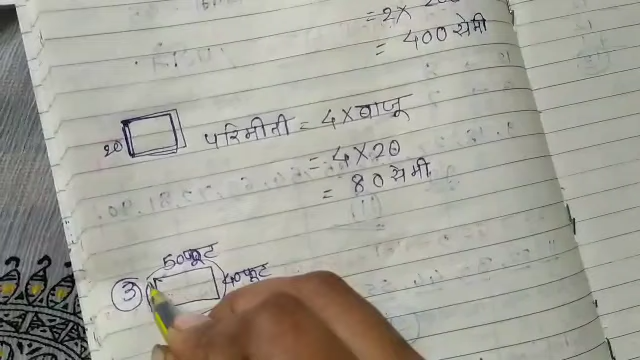 = 2 ×
= 400 सेमी
20 परिमीती = 4 × बाजू
= 4 × 20
= 80 सेमी
50 फूट
3 40 फूट